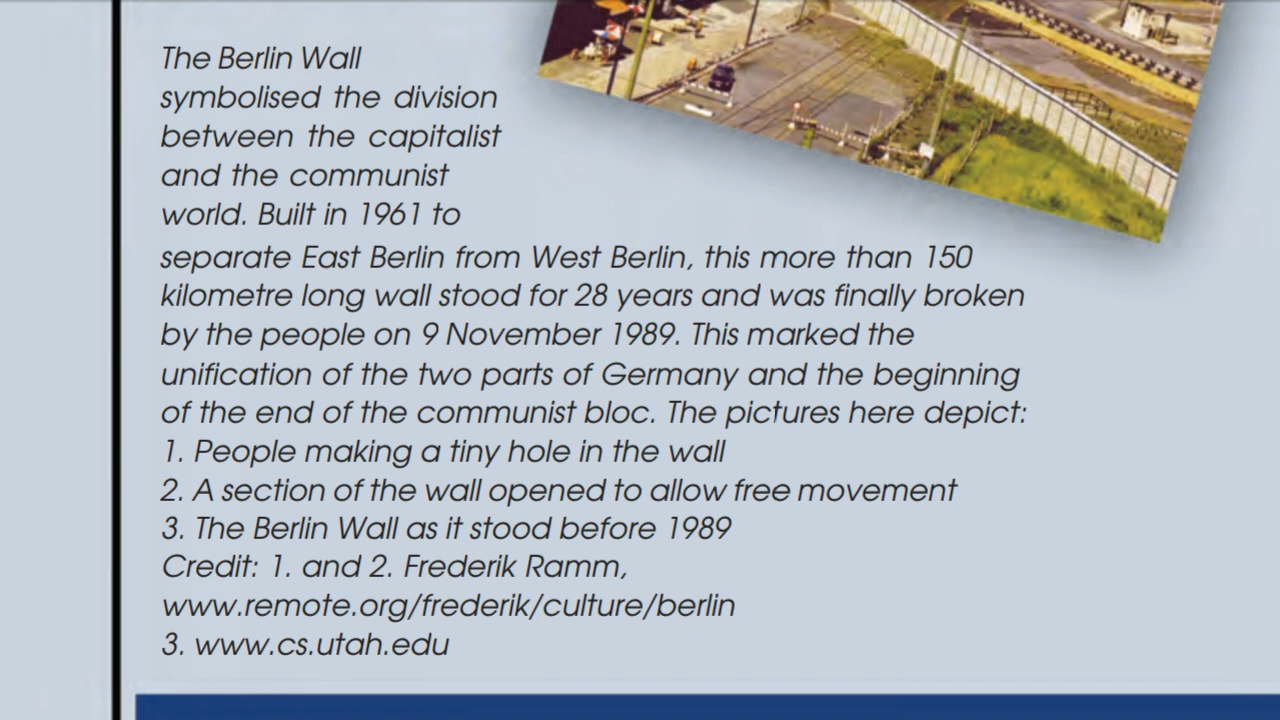 The Berlin Wall
symbolised the division
between the capitalist
and the communist
world. Built in 1961 to
separate East Berlin from West Berlin, this more than 150
kilometre long wall stood for 28 years and was finally broken
by the people on 9 November 1989. This marked the
unification of the two parts of Germany and the beginning
of the end of the communist bloc. The pictures here depict:
1. People making a tiny hole in the wall
2. A section of the wall opened to allow free movement
3. The Berlin Wall as it stood before 1989
Credit: 1. and 2. Frederik Ramm,
www.remote.org/frederik/culture/berlin
3. www.cs.utah.edu